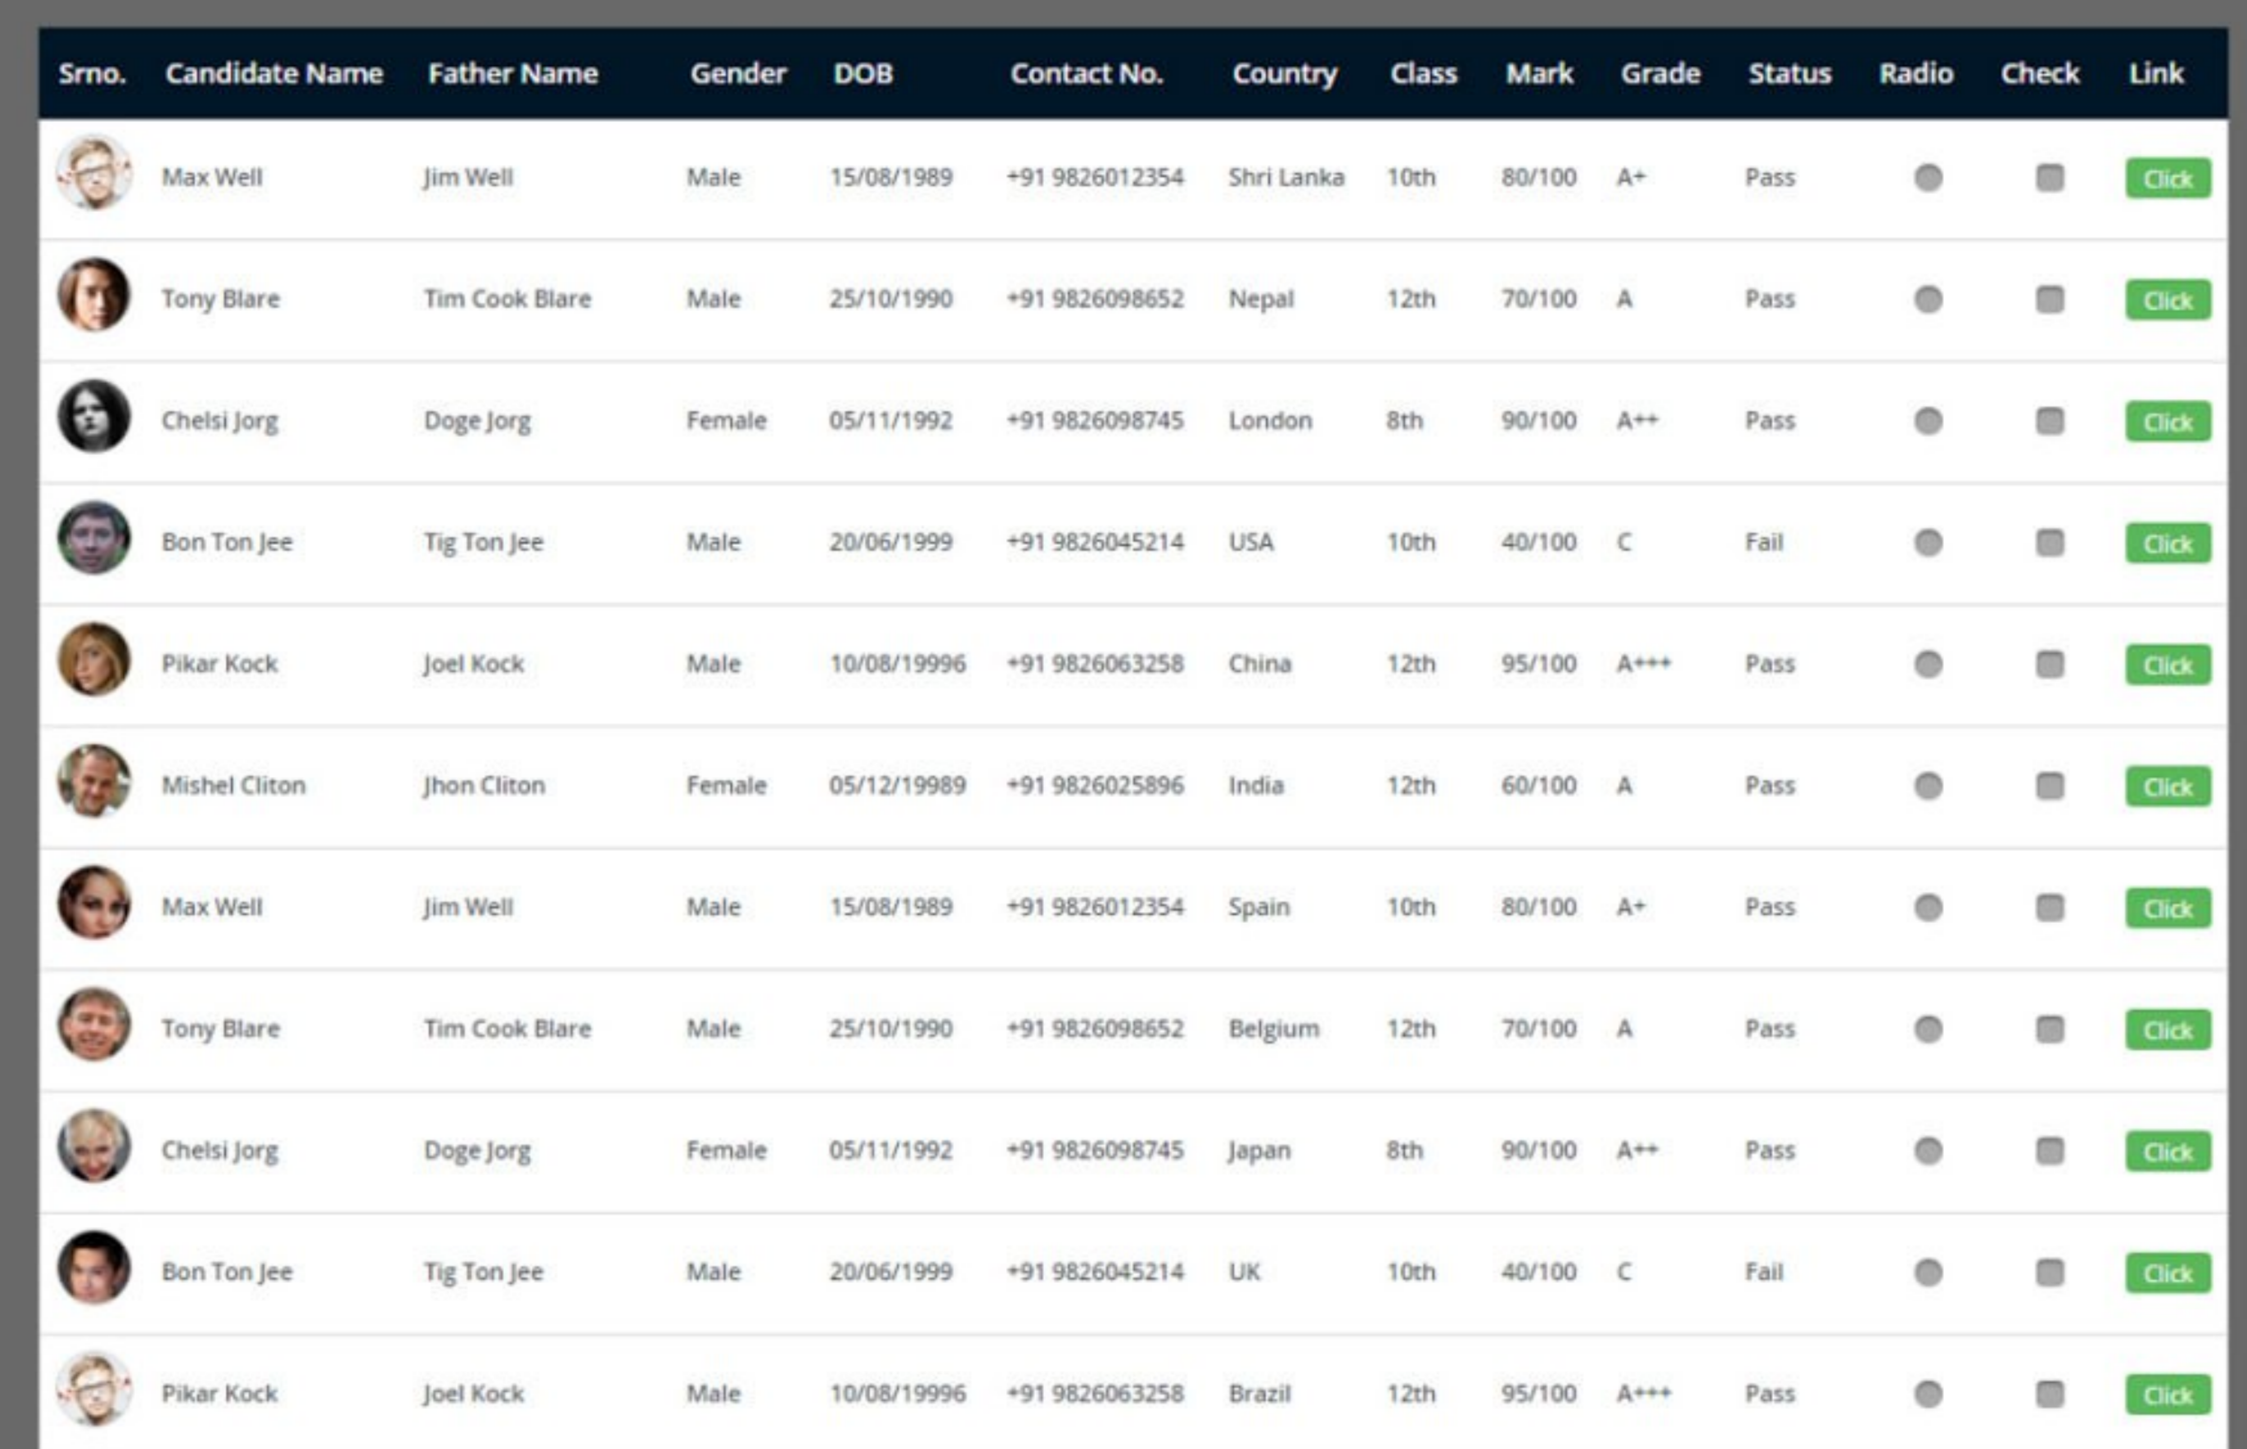 Srno. Candidate Name Father Name Gender DOB Contact No. Country Class Mark Grade Status Radio Check Link
Max Well Jim Well Male 15/08/1989 +91 9826012354 Shri Lanka 10th 80/100 A+ Pass Click
Tony Blare Tim Cook Blare Male 25/10/1990 +91 9826098652 Nepal 12th 70/100 A Pass Click
Chelsi Jorg Doge Jorg Female 05/11/1992 +91 9826098745 London 8th 90/100 A++ Pass Click
Bon Ton Jee Tig Ton Jee Male 20/06/1999 +91 9826045214 USA 10th 40/100 C Fail Click
Pikar Kock Joel Kock Male 10/08/19996 +91 9826063258 China 12th 95/100 A+++ Pass Click
Mishel Cliton Jhon Cliton Female 05/12/19989 +91 9826025896 India 12th 60/100 A Pass Click
Max Well Jim Well Male 15/08/1989 +91 9826012354 Spain 10th 80/100 A+ Pass Click
Tony Blare Tim Cook Blare Male 25/10/1990 +91 9826098652 Belgium 12th 70/100 A Pass Click
Chelsi Jorg Doge Jorg Female 05/11/1992 +91 9826098745 Japan 8th 90/100 A++ Pass Click
Bon Ton Jee Tig Ton Jee Male 20/06/1999 +91 9826045214 UK 10th 40/100 C Fail Click
Pikar Kock Joel Kock Male 10/08/19996 +91 9826063258 Brazil 12th 95/100 A+++ Pass Click